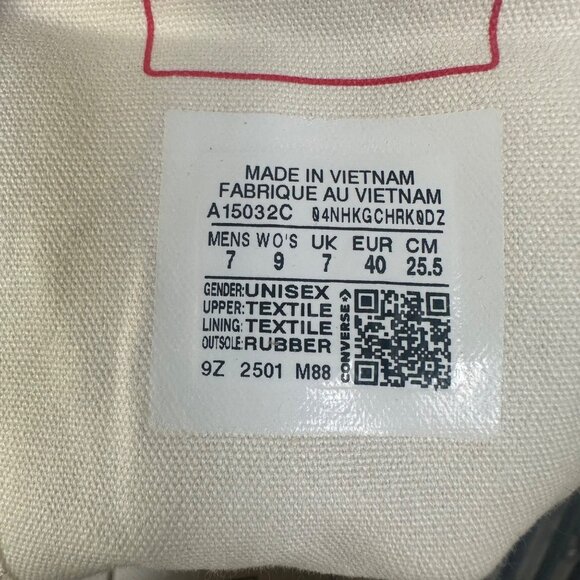 MADE IN VIETNAM
FABRIQUE AU VIETNAM
A15032C 04NHKGCHRK0DZ
MENS WO'S UK EUR CM
7 9 7 40 25.5
GENDER: UNISEX
UPPER: TEXTILE
LINING: TEXTILE
OUTSOLE: RUBBER
CONVERSE
9Z 2501 M88